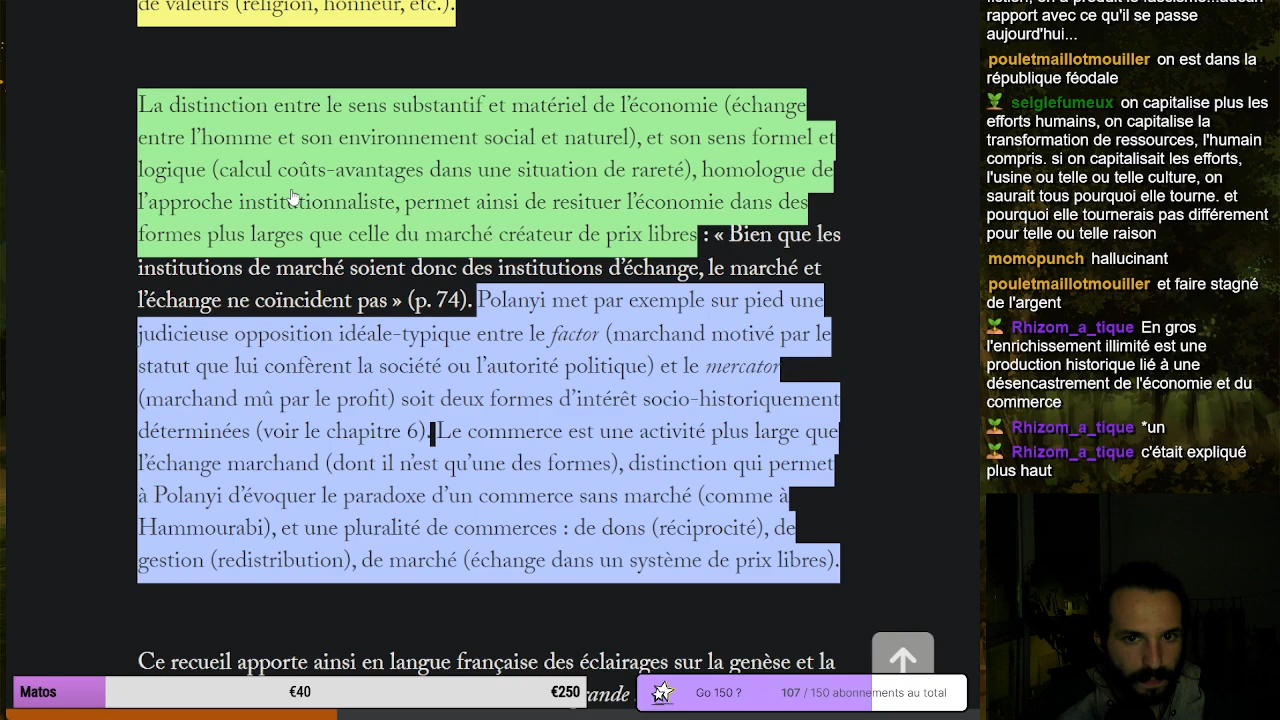 de valeurs (religion, honneur, etc.).
La distinction entre le sens substantif et matériel de l’économie (échange
entre l’homme et son environnement social et naturel), et son sens formel et
logique (calcul coûts-avantages dans une situation de rareté), homologue de
l’approche institutionnaliste, permet ainsi de resituer l’économie dans des
formes plus larges que celle du marché créateur de prix libres : « Bien que les
institutions de marché soient donc des institutions d’échange, le marché et
l’échange ne coïncident pas » (p. 74). Polanyi met par exemple sur pied une
judicieuse opposition idéale-typique entre le factor (marchand motivé par le
statut que lui confèrent la société ou l’autorité politique) et le mercator
(marchand mû par le profit) soit deux formes d’intérêt socio-historiquement
déterminées (voir le chapitre 6). Le commerce est une activité plus large que
l’échange marchand (dont il n’est qu’une des formes), distinction qui permet
à Polanyi d’évoquer le paradoxe d’un commerce sans marché (comme à
Hammourabi), et une pluralité de commerces : de dons (réciprocité), de
gestion (redistribution), de marché (échange dans un système de prix libres).
Ce recueil apporte ainsi en langue française des éclairages sur la genèse et la
Matos €40 €250
Go 150 ? 107 / 150 abonnements au total
rapport avec ce qu'il se passe
aujourd'hui...
pouletmaillotmouiller on est dans la
république féodale
selglefumeux on capitalise plus les
efforts humains, on capitalise la
transformation de ressources, l'humain
compris. si on capitalisait les efforts,
l'usine ou telle ou telle culture, on
saurait tous pourquoi elle tourne. et
pourquoi elle tournerais pas différement
pour telle ou telle raison
momopunch hallucinant
pouletmaillotmouiller et faire stagné
de l'argent
Rhizom_a_tique En gros
l'enrichissement illimité est une
production historique lié à une
désencastrement de l'économie et du
commerce
Rhizom_a_tique *un
Rhizom_a_tique c'était expliqué
plus haut